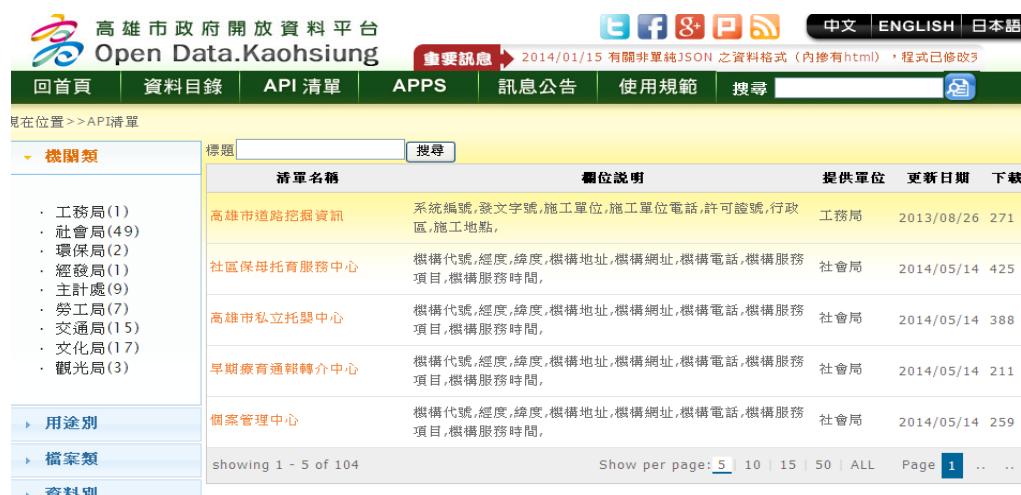 高雄市政府開放資料平台
Open Data.Kaohsiung
中文 ENGLISH 日本語
重要訊息 2014/01/15 有關非單純JSON 之資料格式（內摻有html），程式已修改
回首頁 資料目錄 API 清單 APPS 訊息公告 使用規範 搜尋
現在位置>>API清單
機關類
工務局(1)
社會局(49)
環保局(2)
經發局(1)
主計處(9)
勞工局(7)
交通局(15)
文化局(17)
觀光局(3)
用途別
檔案類
資料別
標題 搜尋
清單名稱 欄位說明 提供單位 更新日期 下載
高雄市道路挖掘資訊 系統編號,發文字號,施工單位,施工單位電話,許可證號,行政
區,施工地點, 工務局 2013/08/26 271
社區保母托育服務中心 機構代號,經度,緯度,機構地址,機構網址,機構電話,機構服務
項目,機構服務時間, 社會局 2014/05/14 425
高雄市私立托嬰中心 機構代號,經度,緯度,機構地址,機構網址,機構電話,機構服務
項目,機構服務時間, 社會局 2014/05/14 388
早期療育通報轉介中心 機構代號,經度,緯度,機構地址,機構網址,機構電話,機構服務
項目,機構服務時間, 社會局 2014/05/14 211
個案管理中心 機構代號,經度,緯度,機構地址,機構網址,機構電話,機構服務
項目,機構服務時間, 社會局 2014/05/14 259
showing 1 - 5 of 104 Show per page: 5 | 10 | 15 | 50 | ALL Page 1 .. ..